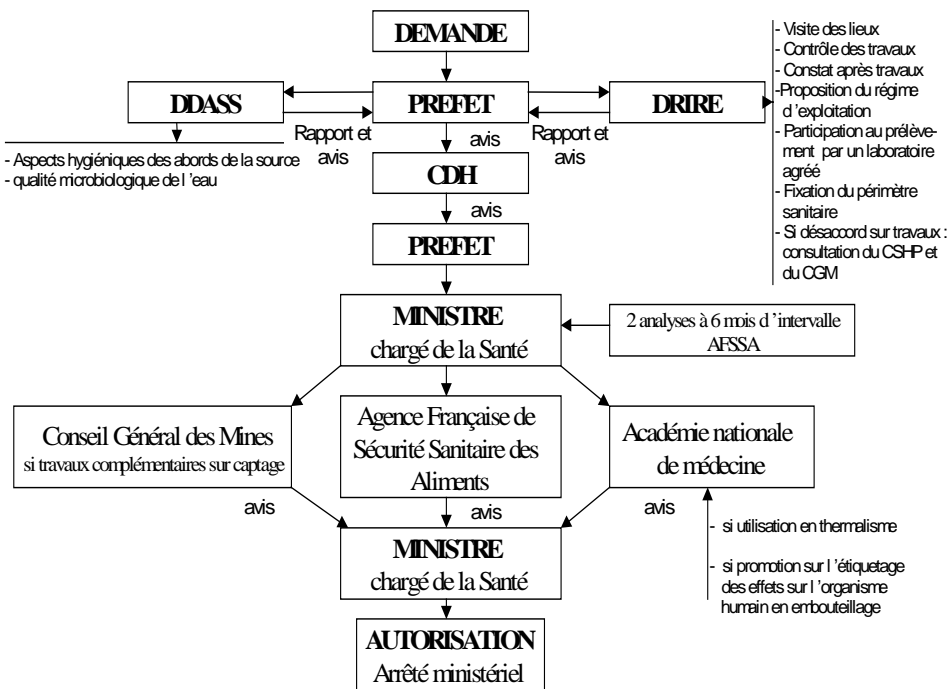 DEMANDE
DDASS
PREFET
DRIRE
Rapport et
avis
avis
Rapport et
avis
- Aspects hygiéniques des abords de la source
- qualité microbiologique de l 'eau
- Visite des lieux
- Contrôle des travaux
- Constat après travaux
-Proposition du régime
d 'exploitation
- Participation au prélève-
ment par un laboratoire
agréé
- Fixation du périmètre
sanitaire
- Si désaccord sur travaux :
consultation du CSHP et
du CGM
CDH
avis
PREFET
MINISTRE
chargé de la Santé
2 analyses à 6 mois d 'intervalle
AFSSA
Conseil Général des Mines
si travaux complémentaires sur captage
Agence Française de
Sécurité Sanitaire des
Aliments
Académie nationale
de médecine
avis
avis
avis
- si utilisation en thermalisme
- si promotion sur l 'étiquetage
des effets sur l 'organisme
humain en embouteillage
MINISTRE
chargé de la Santé
AUTORISATION
Arrêté ministériel